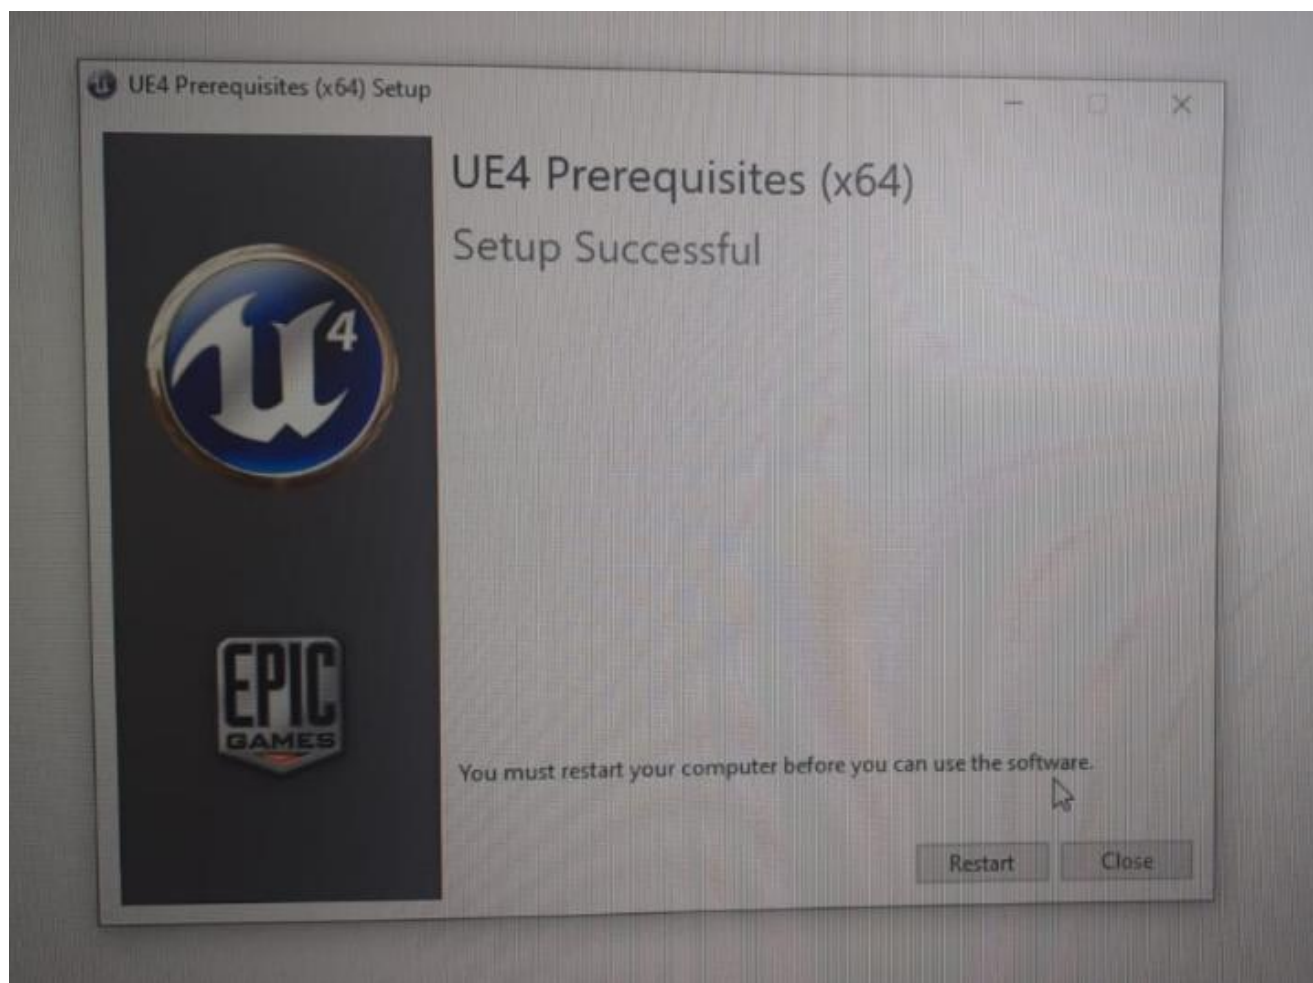 UE4 Prerequisites (x64) Setup
UE4 Prerequisites (x64)
Setup Successful
U4
EPIC
GAMES
You must restart your computer before you can use the software.
Restart
Close